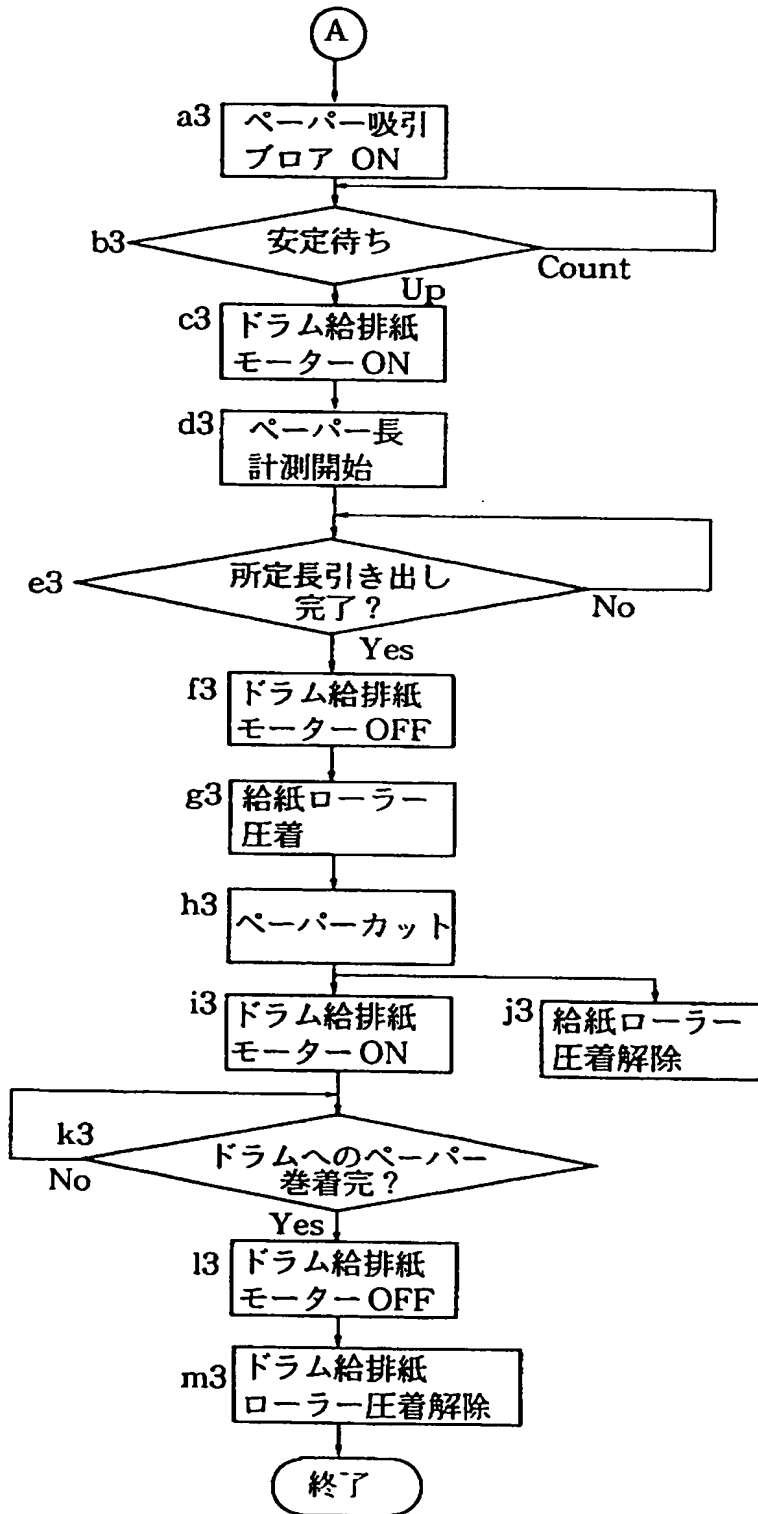 A
a3
ペーパー吸引
ブロア ON
b3
安定待ち
Count
Up
c3
ドラム給排紙
モーター ON
d3
ペーパー長
計測開始
e3
所定長引き出し
完了?
No
Yes
f3
ドラム給排紙
モーター OFF
g3
給紙ローラー
圧着
h3
ペーパーカット
i3
ドラム給排紙
モーター ON
j3
給紙ローラー
圧着解除
k3
ドラムへのペーパー
巻着完?
No
Yes
l3
ドラム給排紙
モーター OFF
m3
ドラム給排紙
ローラー圧着解除
終了